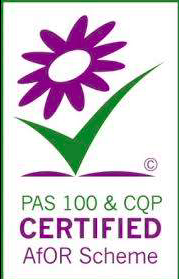 ©
PAS 100 & CQP
CERTIFIED
AfOR Scheme